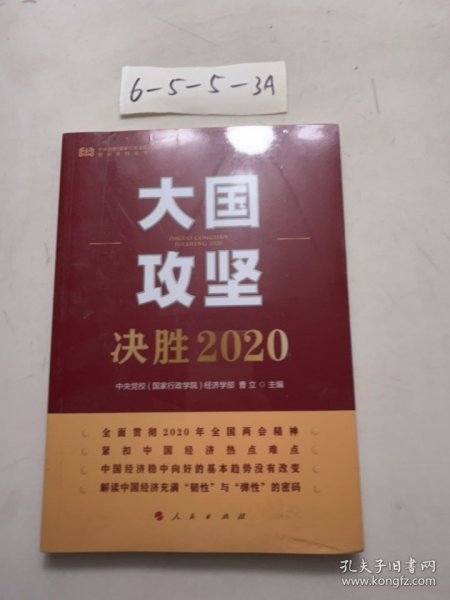 6-5-5-3A
大国
DAGUO GONGJIAN
JUESHENG 2020
攻坚
决胜2020
中央党校（国家行政学院）经济学部 曹立 主编
全面贯彻2020年全国两会精神
紧扣中国经济热点难点
中国经济稳中向好的基本趋势没有改变
解读中国经济充满“韧性”与“弹性”的密码
人民出版社
孔夫子旧书网
www.kongfz.com